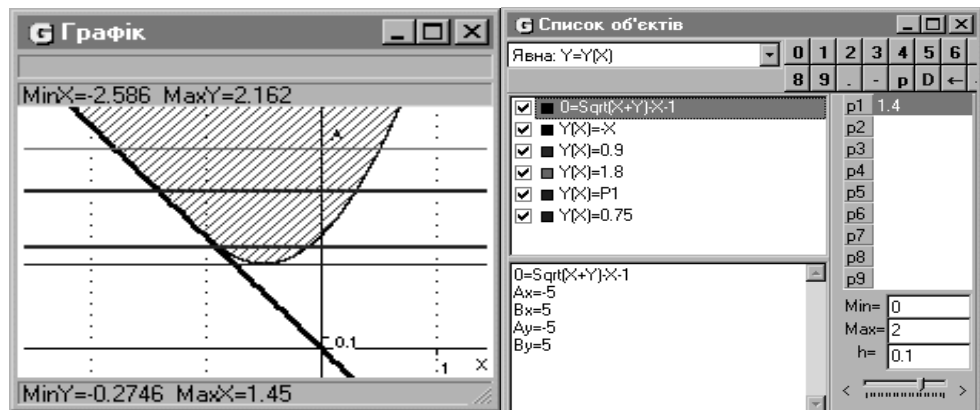 G Графік
MinX=-2.586 MaxY=2.162
A
0.1
1
X
MinY=-0.2746 MaxX=1.45
G Список об'єктів
Явна: Y=Y(X)
0 1 2 3 4 5 6
8 9 . - p D ←
0=Sqrt(X+Y)-X-1
Y(X)=-X
Y(X)=0.9
Y(X)=1.8
Y(X)=P1
Y(X)=0.75
p1 1.4
p2
p3
p4
p5
p6
p7
p8
p9
0=Sqrt(X+Y)-X-1
Ax=-5
Bx=5
Ay=-5
By=5
Min= 0
Max= 2
h= 0.1
< >